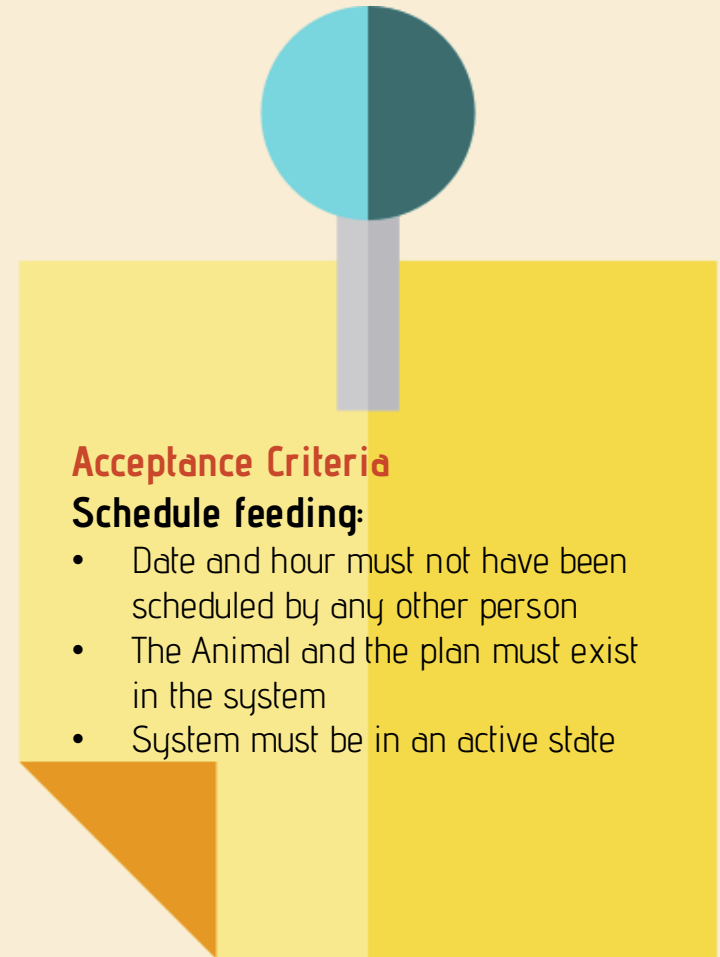 Acceptance Criteria
Schedule feeding:
• Date and hour must not have been
scheduled by any other person
• The Animal and the plan must exist
in the system
• System must be in an active state